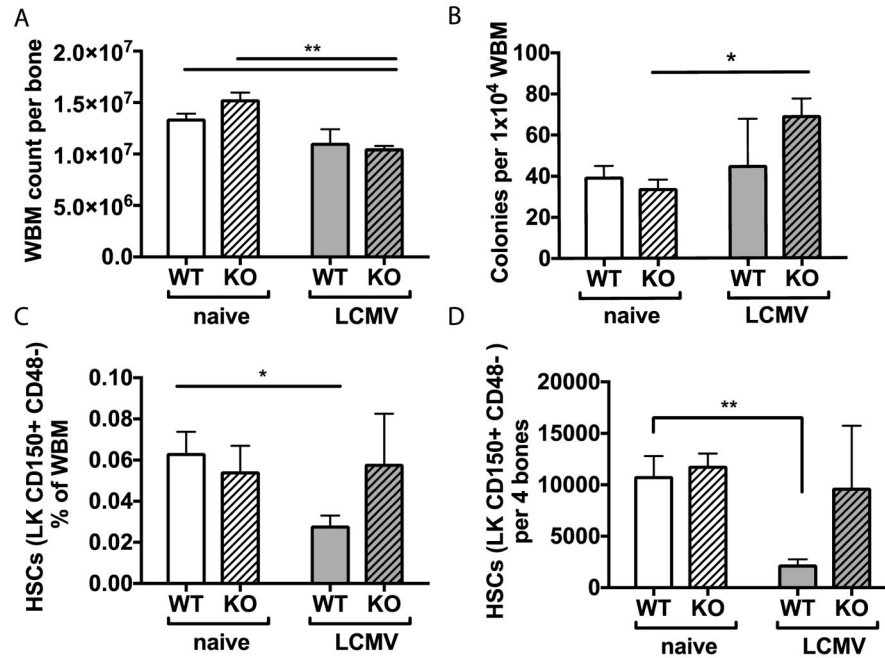 A
WBM count per bone
2.0×10⁷
1.5×10⁷
1.0×10⁷
5.0×10⁶
0.0
**
WT KO WT KO
naive LCMV
B
Colonies per 1x10⁴ WBM
100
80
60
40
20
0
*
WT KO WT KO
naive LCMV
C
HSCs (LK CD150+ CD48-)
% of WBM
0.10
0.08
0.06
0.04
0.02
0.00
*
WT KO WT KO
naive LCMV
D
HSCs (LK CD150+ CD48-)
per 4 bones
20000
15000
10000
5000
0
**
WT KO WT KO
naive LCMV